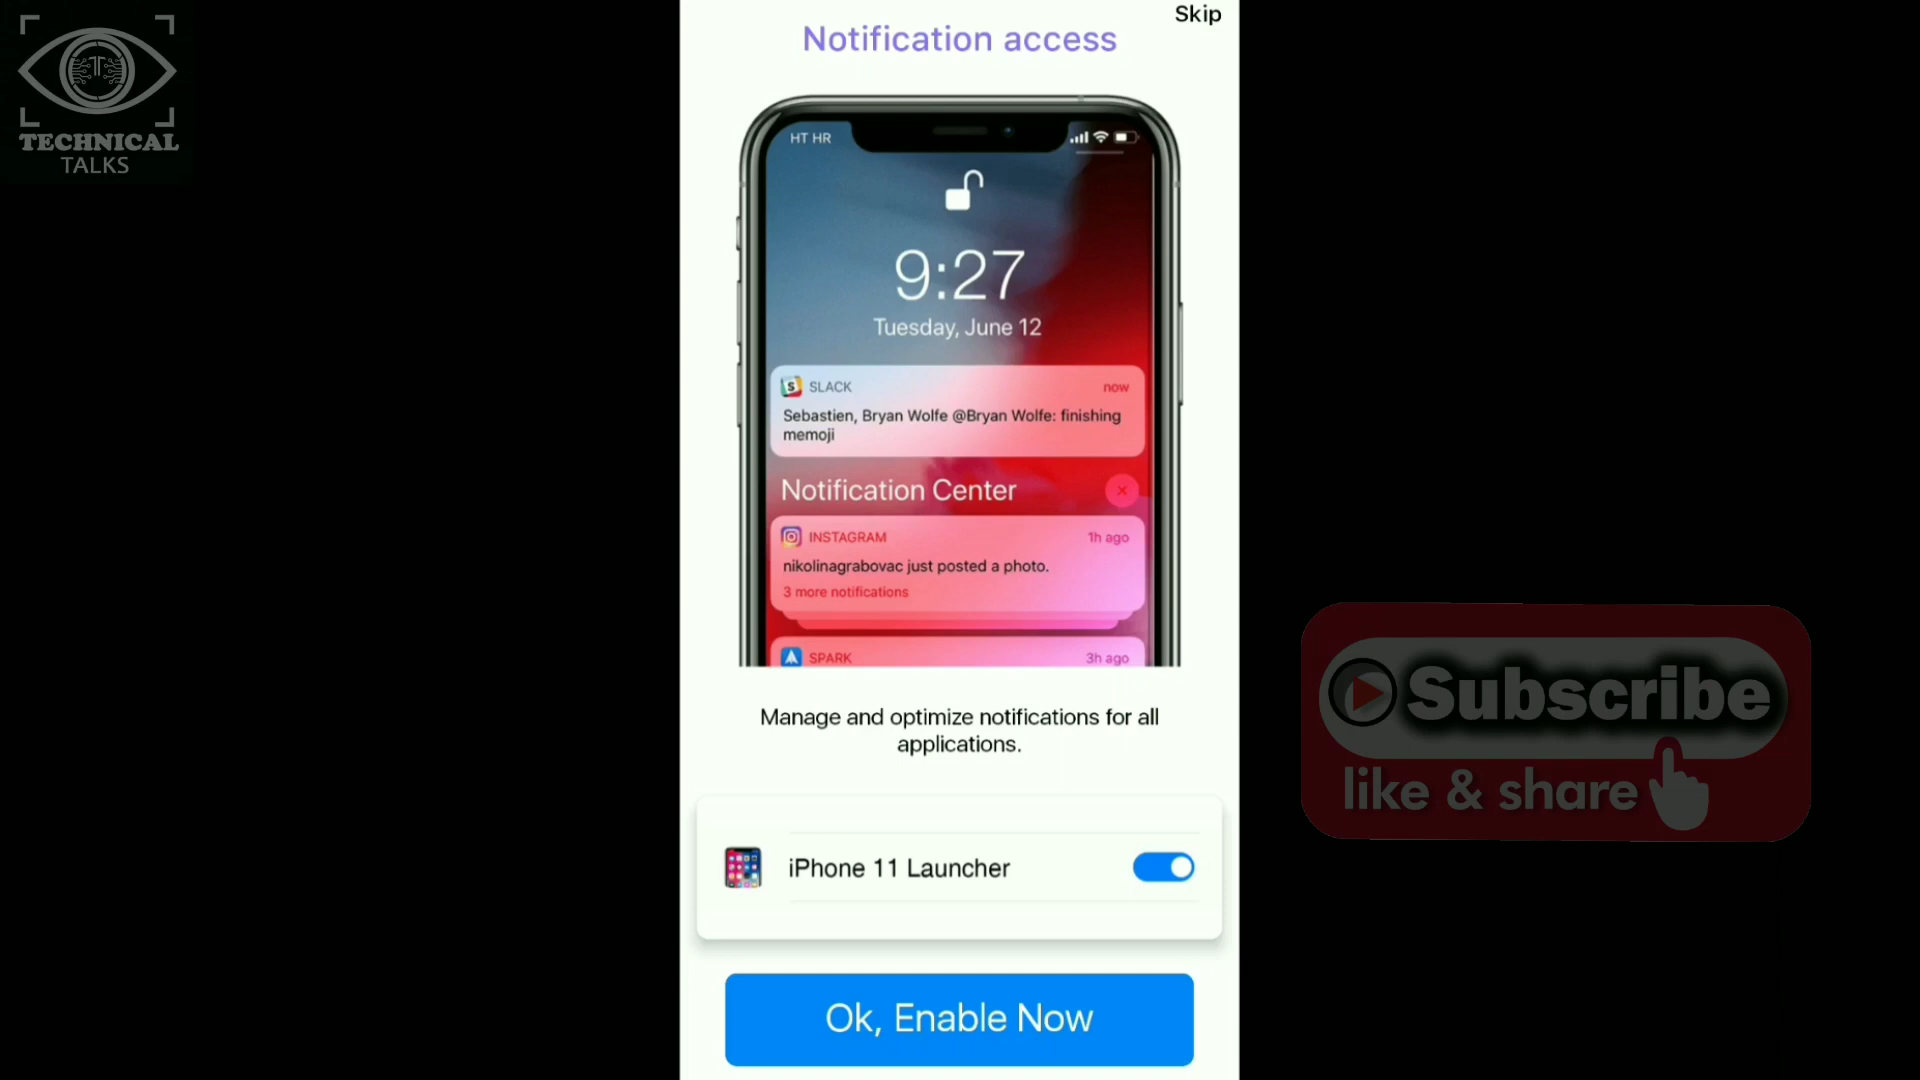 Skip
Notification access
TECHNICAL
TALKS
HT HR
9:27
Tuesday, June 12
SLACK now
Sebastien, Bryan Wolfe @Bryan Wolfe: finishing
memoji
Notification Center
INSTAGRAM 1h ago
nikolinagrabovac just posted a photo.
3 more notifications
SPARK 3h ago
Manage and optimize notifications for all
applications.
iPhone 11 Launcher
Ok, Enable Now
Subscribe
like & share